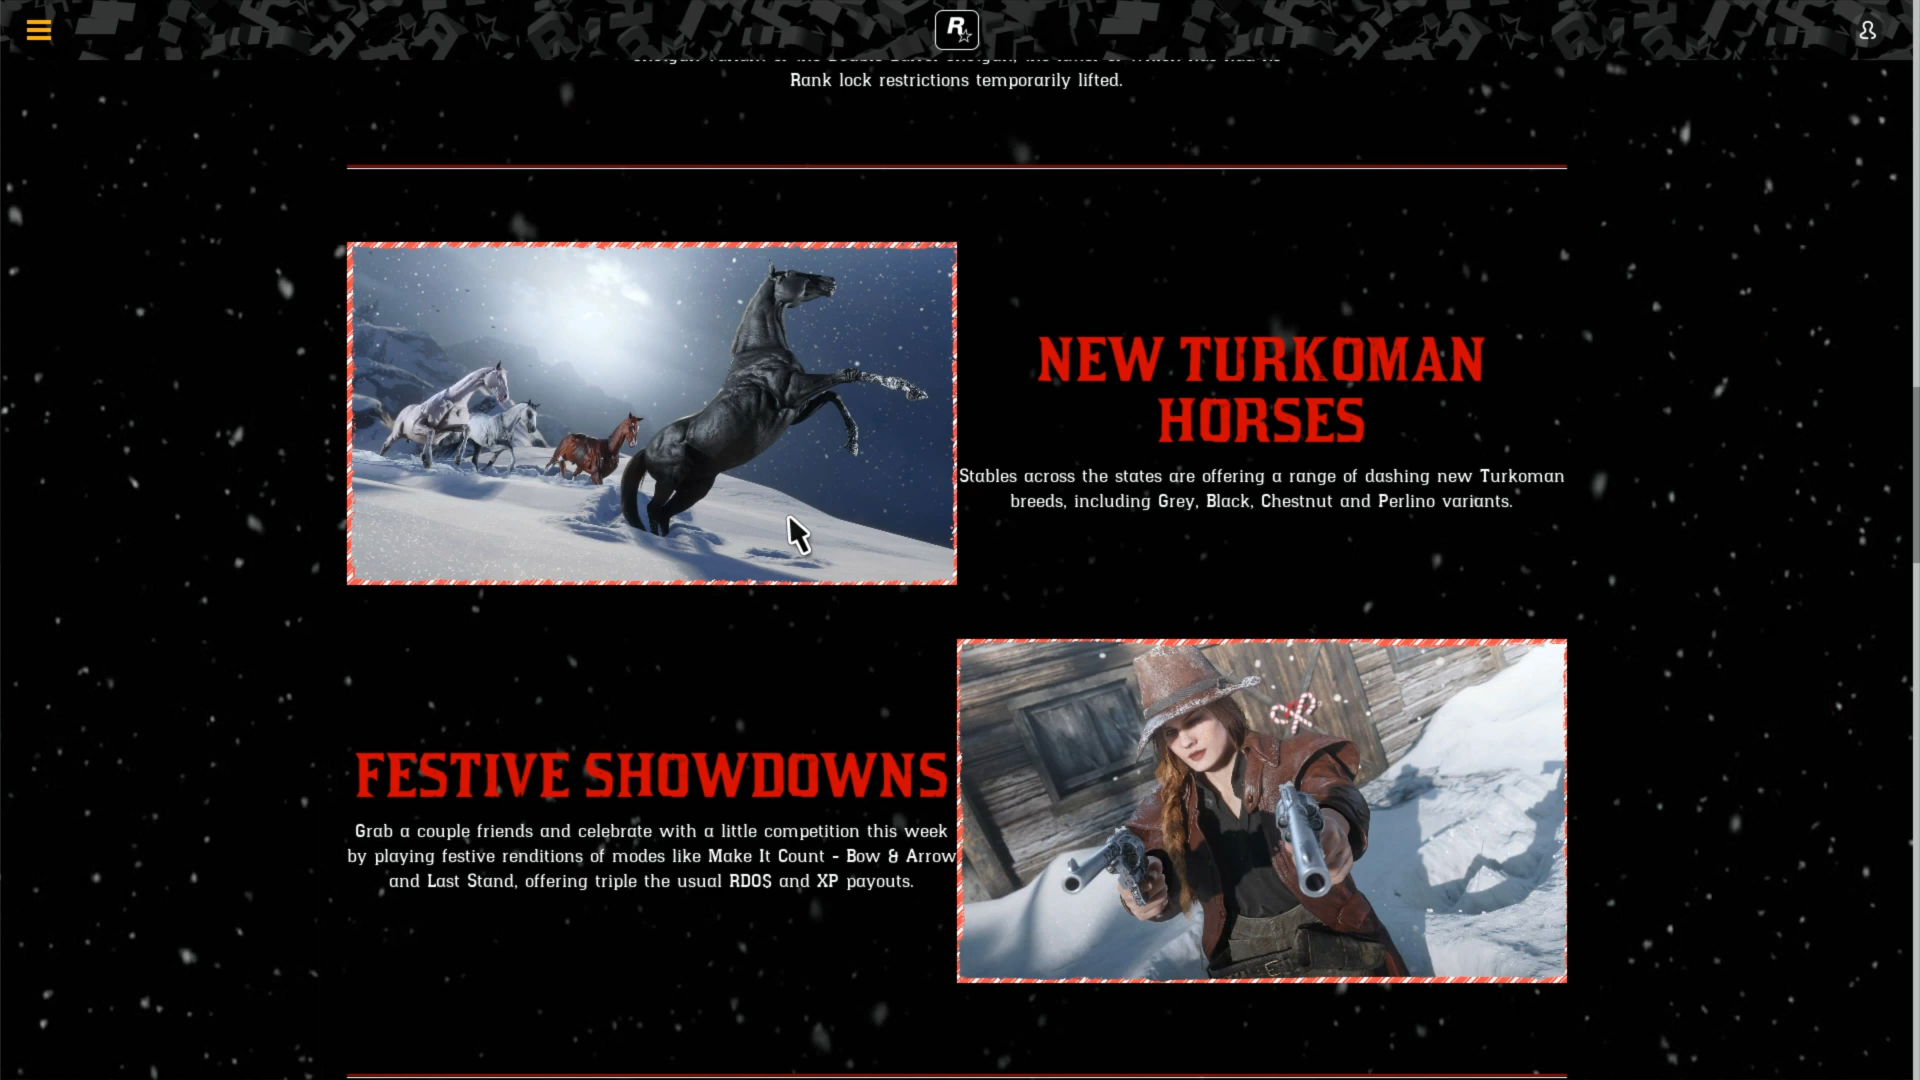 Rank lock restrictions temporarily lifted.
NEW TURKOMAN
HORSES
Stables across the states are offering a range of dashing new Turkoman
breeds, including Grey, Black, Chestnut and Perlino variants.
FESTIVE SHOWDOWNS
Grab a couple friends and celebrate with a little competition this week
by playing festive renditions of modes like Make It Count - Bow & Arrow
and Last Stand, offering triple the usual RDO$ and XP payouts.